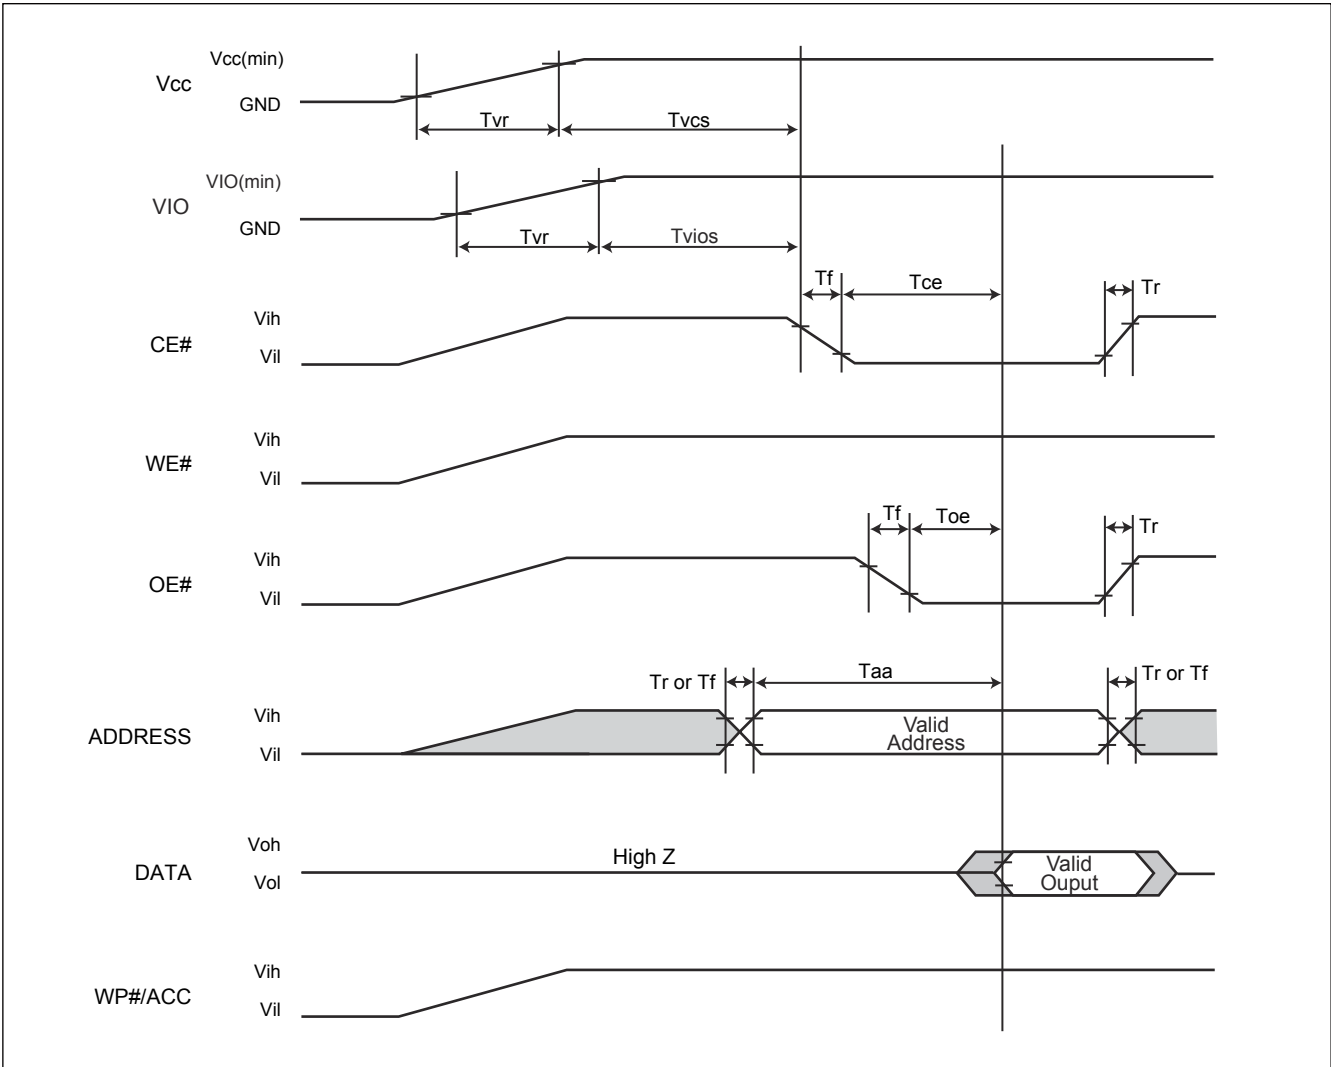 Vcc(min)
Vcc
GND
Tvr
Tvcs
VIO(min)
VIO
GND
Tvr
Tvios
Tf
Tce
Tr
Vih
CE#
Vil
Vih
WE#
Vil
Tf
Toe
Tr
Vih
OE#
Vil
Tr or Tf
Taa
Tr or Tf
Vih
ADDRESS
Vil
Valid
Address
Voh
DATA
Vol
High Z
Valid
Ouput
Vih
WP#/ACC
Vil